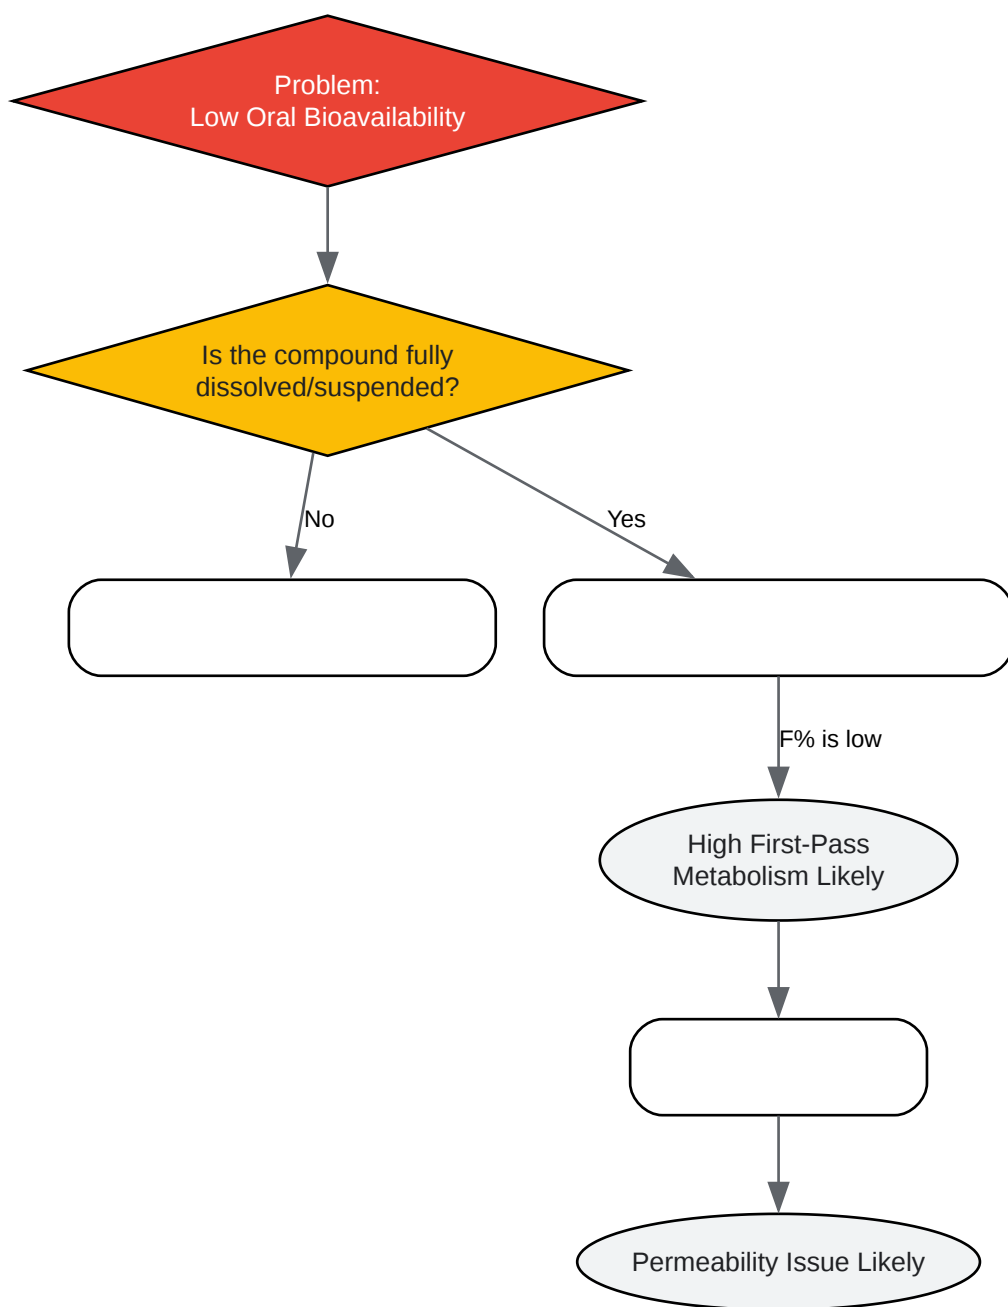 Problem:
Low Oral Bioavailability
Is the compound fully
dissolved/suspended?
No
Yes
F% is low
High First-Pass
Metabolism Likely
Permeability Issue Likely